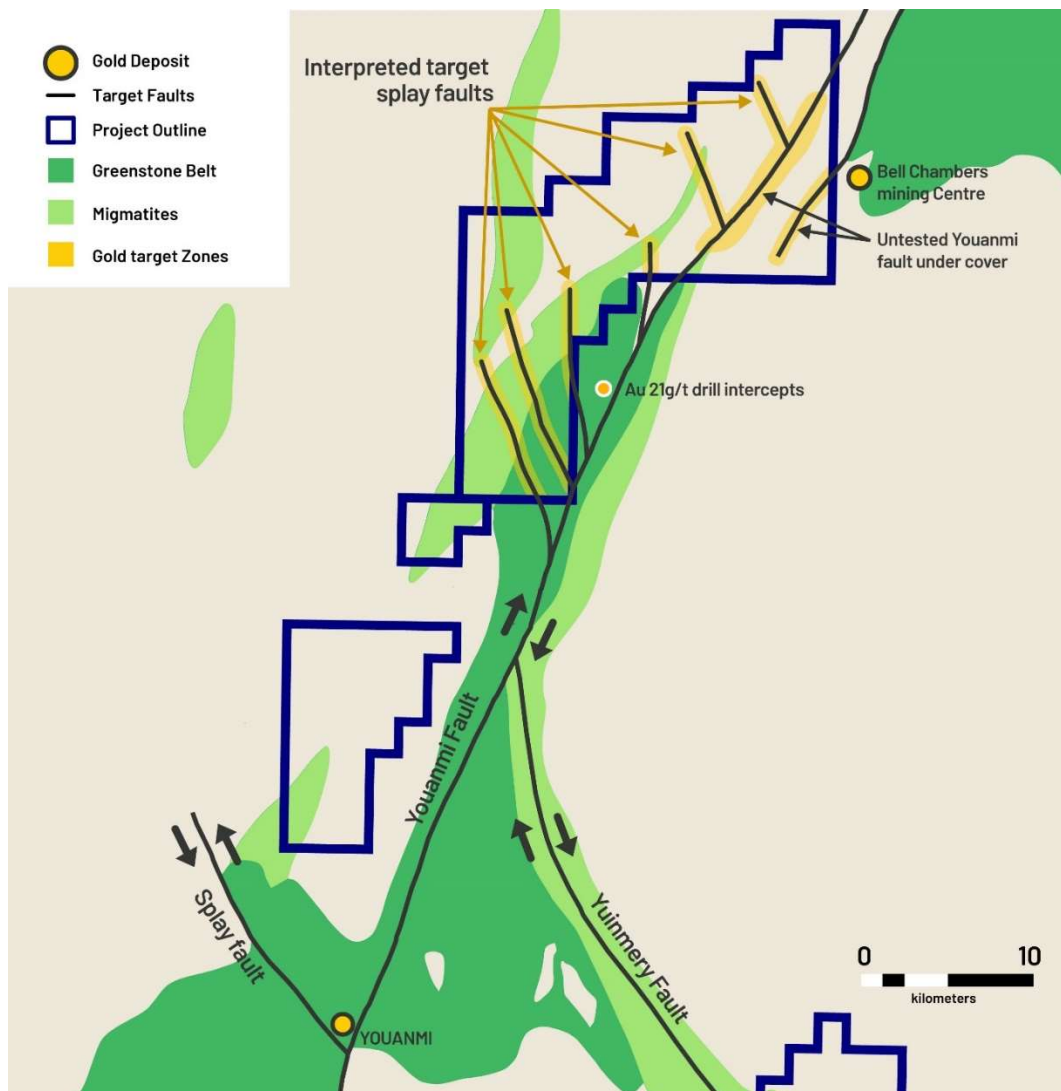 Gold Deposit
Target Faults
Project Outline
Greenstone Belt
Migmatites
Gold target Zones
Interpreted target
splay faults
Bell Chambers
mining Centre
Untested Youanmi
fault under cover
Au 21g/t drill intercepts
Youanmi Fault
Splay fault
Yuinmery Fault
YOUANMI
0 10
kilometers